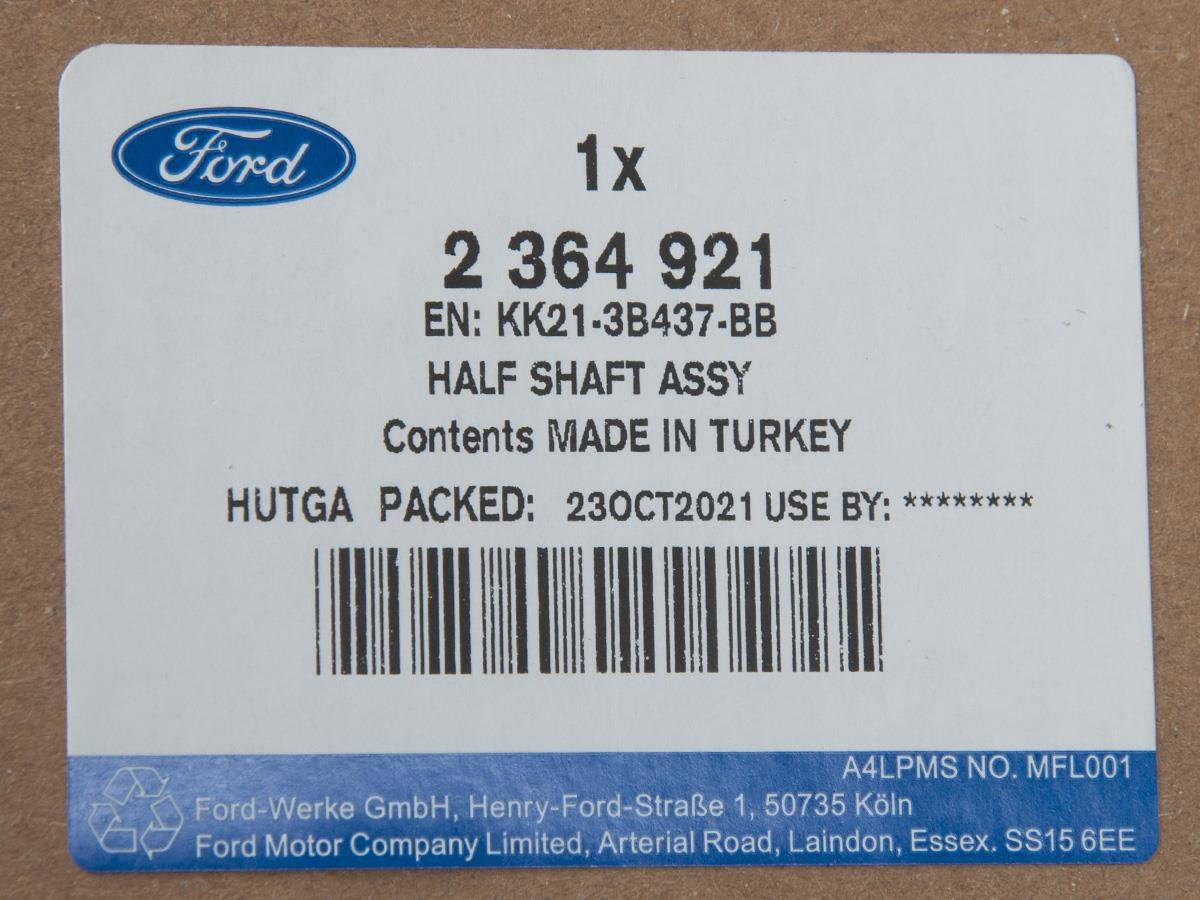 Ford
1x
2 364 921
EN: KK21-3B437-BB
HALF SHAFT ASSY
Contents MADE IN TURKEY
HUTGA PACKED: 23OCT2021 USE BY: ********
A4LPMS NO. MFL001
Ford-Werke GmbH, Henry-Ford-Straße 1, 50735 Köln
Ford Motor Company Limited, Arterial Road, Laindon, Essex. SS15 6EE